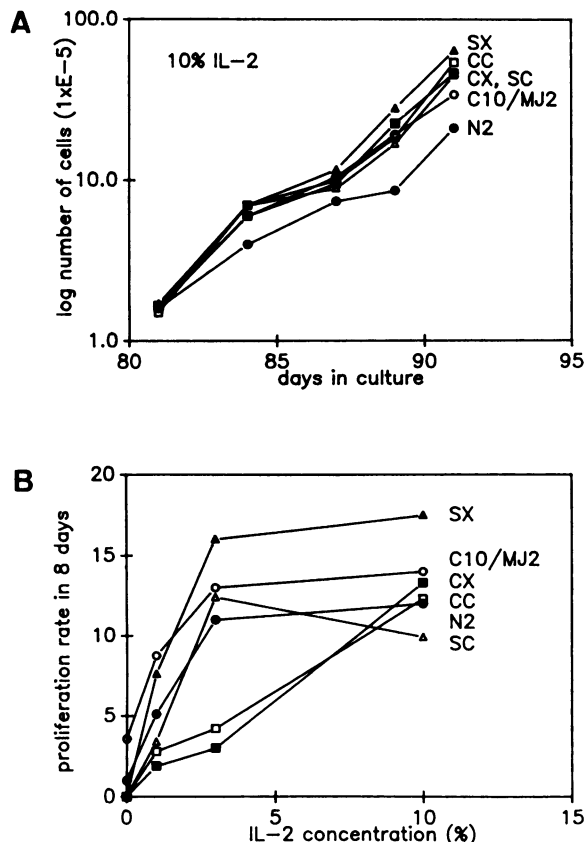 A
100.0
10.0
1.0
log number of cells (1xE-5)
10% IL-2
SX
CC
CX, SC
C10/MJ2
N2
80
85
90
95
days in culture
B
20
15
10
5
0
proliferation rate in 8 days
SX
C10/MJ2
CX
CC
N2
SC
0
5
10
15
IL-2 concentration (%)